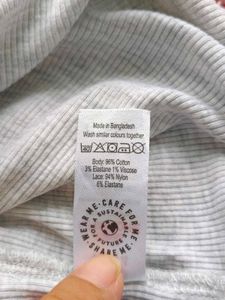 Made in Bangladesh
Wash similar colours together
Body: 96% Cotton
3% Elastane 1% Viscose
Lace: 94% Nylon
6% Elastane
WEAR ME · CARE FOR ME · SHARE ME ·
FOR A SUSTAINABLE FUTURE